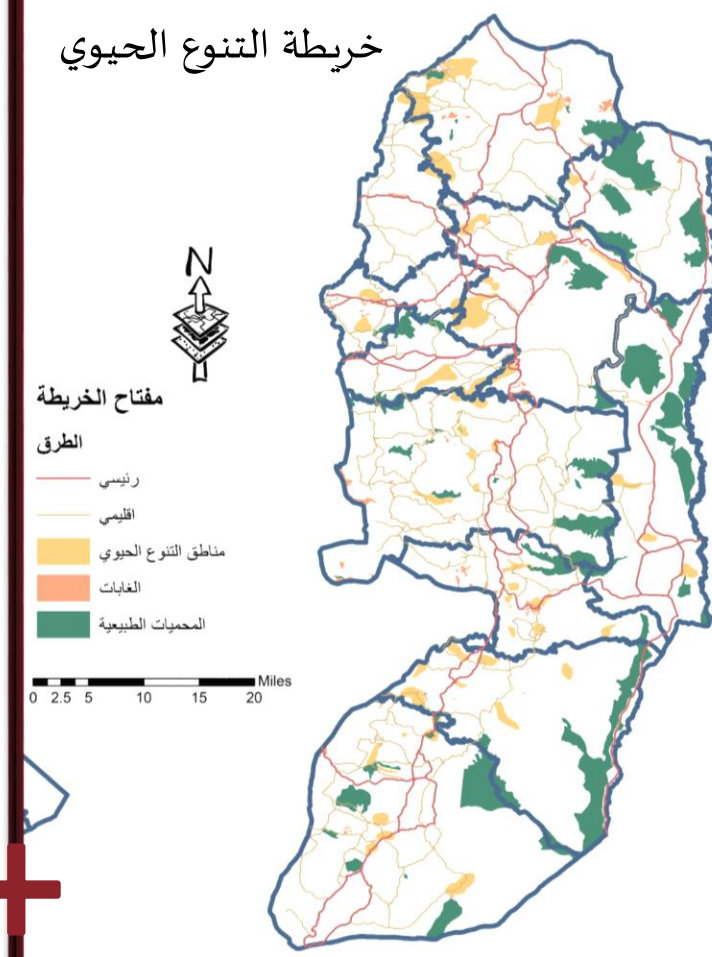 خريطة التنوع الحيوي
N
مفتاح الخريطة
الطرق
رئيسي
اقليمي
مناطق التنوع الحيوي
الغابات
المحميات الطبيعية
Miles
0 2.5 5 10 15 20